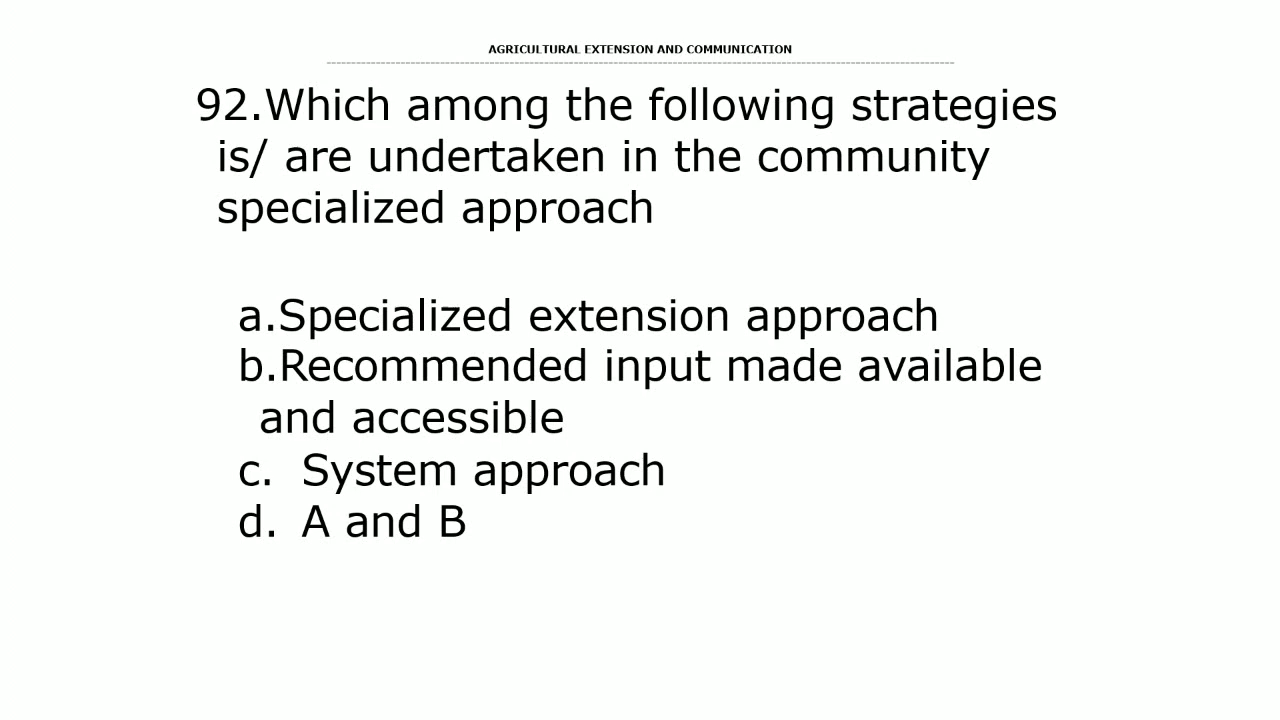 AGRICULTURAL EXTENSION AND COMMUNICATION
92.Which among the following strategies
is/ are undertaken in the community
specialized approach
a.Specialized extension approach
b.Recommended input made available
and accessible
c. System approach
d. A and B